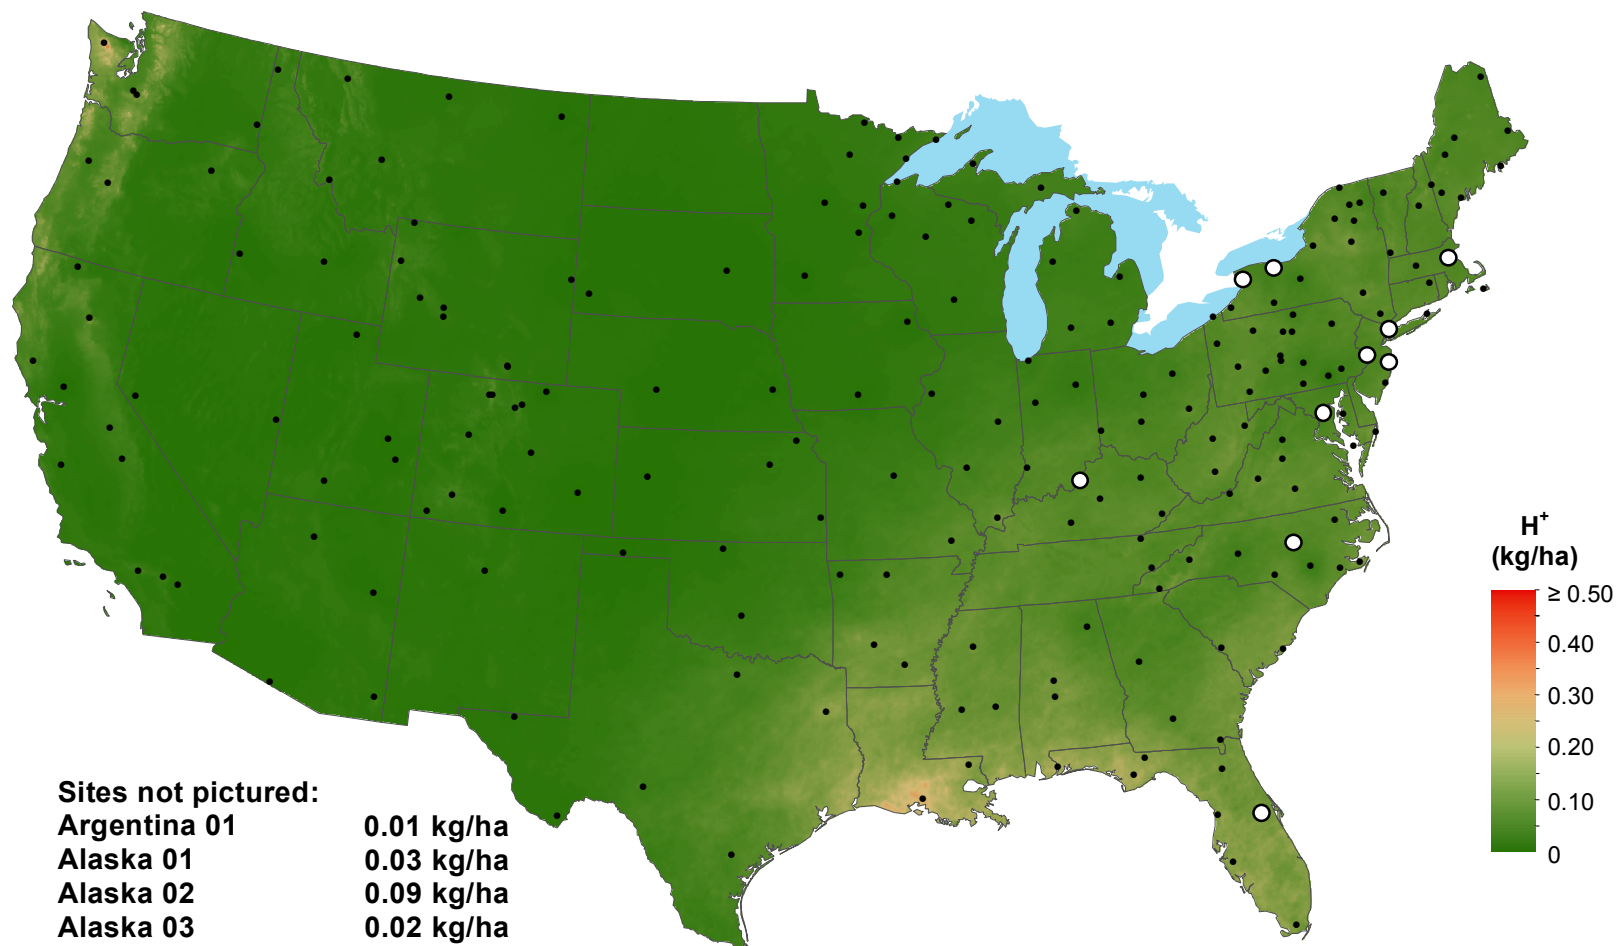 H+
(kg/ha)
≥ 0.50
0.40
0.30
0.20
0.10
0
Sites not pictured:
Argentina 01 0.01 kg/ha
Alaska 01 0.03 kg/ha
Alaska 02 0.09 kg/ha
Alaska 03 0.02 kg/ha